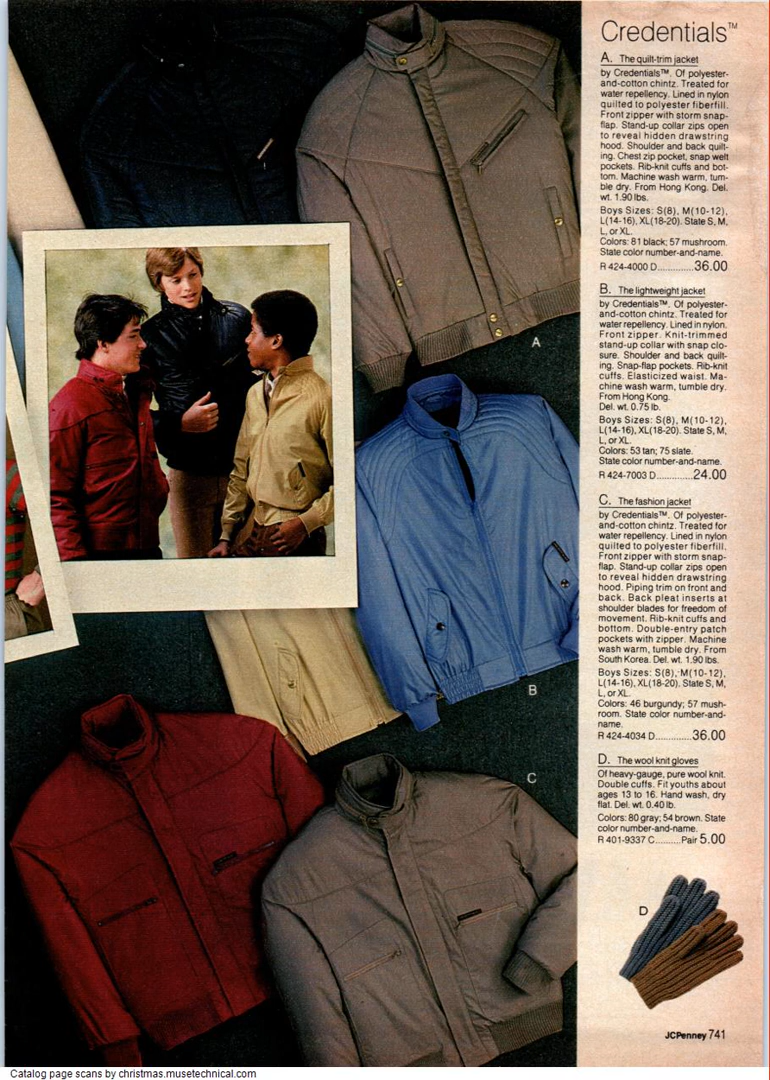 Credentials™
A. The quilt-trim jacket
by Credentials™. Of polyester-
and-cotton chintz. Treated for
water repellency. Lined in nylon
quilted to polyester fiberfill.
Front zipper with storm snap-
flap. Stand-up collar zips open
to reveal hidden drawstring
hood. Shoulder and back quilt-
ing. Chest zip pocket, snap welt
pockets. Rib-knit cuffs and bot-
tom. Machine wash warm, tum-
ble dry. From Hong Kong. Del.
wt. 1.90 lbs.
Boys Sizes: S(8), M(10-12),
L(14-16), XL(18-20). State S, M,
L, or XL.
Colors: 81 black; 57 mushroom.
State color number-and-name.
R 424-4000 D..............36.00
B. The lightweight jacket
by Credentials™. Of polyester-
and-cotton chintz. Treated for
water repellency. Lined in nylon.
Front zipper. Knit-trimmed
stand-up collar with snap clo-
sure. Shoulder and back quilt-
ing. Snap-flap pockets. Rib-knit
cuffs. Elasticized waist. Ma-
chine wash warm, tumble dry.
From Hong Kong.
Del. wt. 0.75 lb.
Boys Sizes: S(8), M(10-12),
L(14-16), XL(18-20). State S, M,
L, or XL.
Colors: 53 tan; 75 slate.
State color number-and-name.
R 424-7003 D..............24.00
C. The fashion jacket
by Credentials™. Of polyester-
and-cotton chintz. Treated for
water repellency. Lined in nylon
quilted to polyester fiberfill.
Front zipper with storm snap-
flap. Stand-up collar zips open
to reveal hidden drawstring
hood. Piping trim on front and
back. Back pleat inserts at
shoulder blades for freedom of
movement. Rib-knit cuffs and
bottom. Double-entry patch
pockets with zipper. Machine
wash warm, tumble dry. From
South Korea. Del. wt. 1.90 lbs.
Boys Sizes: S(8), M(10-12),
L(14-16), XL(18-20). State S, M,
L, or XL.
Colors: 46 burgundy; 57 mush-
room. State color number-and-
name.
R 424-4034 D..............36.00
D. The wool knit gloves
Of heavy-gauge, pure wool knit.
Double cuffs. Fit youths about
ages 13 to 16. Hand wash, dry
flat. Del. wt. 0.40 lb.
Colors: 80 gray; 54 brown. State
color number-and-name.
R 401-9337 C..........Pair 5.00
A
B
C
D
JCPenney 741
Catalog page scans by christmas.musetechnical.com